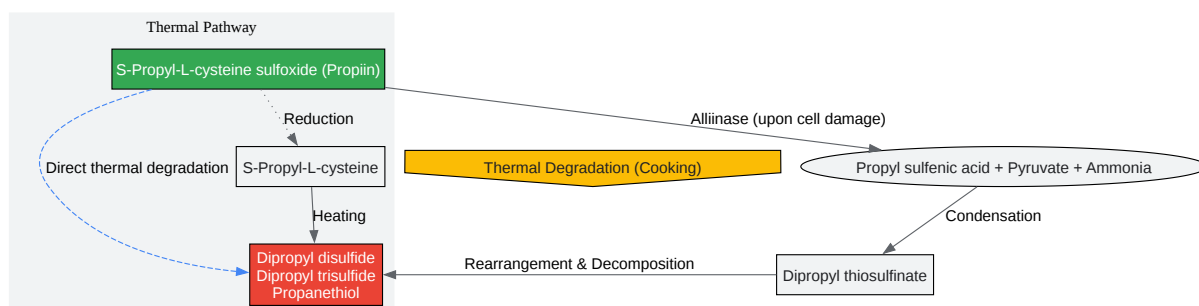 Thermal Pathway
S-Propyl-L-cysteine sulfoxide (Propiin)
Reduction
Alliinase (upon cell damage)
Direct thermal degradation
S-Propyl-L-cysteine
Thermal Degradation (Cooking)
Propyl sulfenic acid + Pyruvate + Ammonia
Heating
Condensation
Dipropyl disulfide
Dipropyl trisulfide
Propanethiol
Rearrangement & Decomposition
Dipropyl thiosulfinate